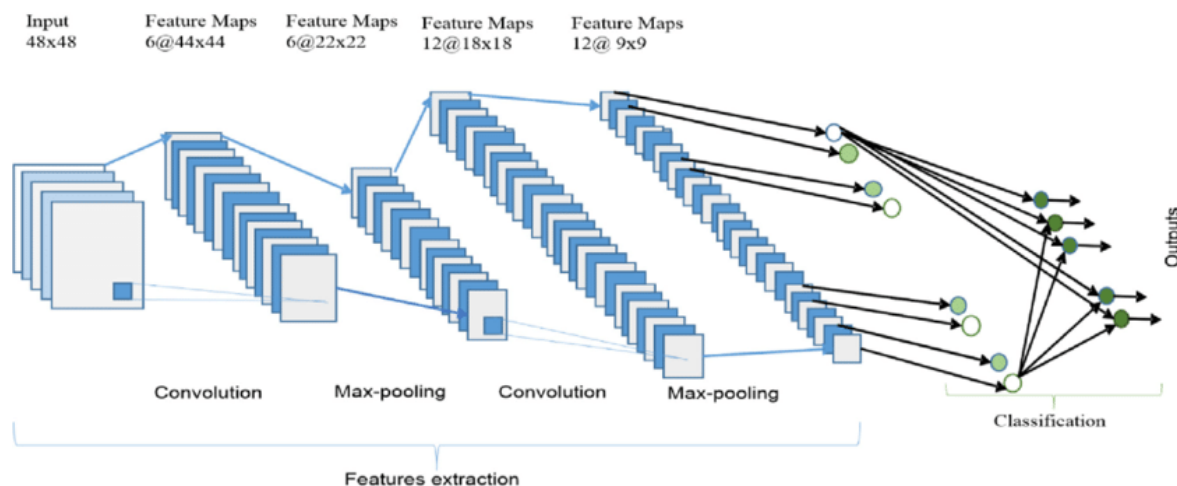 Input
48x48
Feature Maps
6@44x44
Feature Maps
6@22x22
Feature Maps
12@18x18
Feature Maps
12@ 9x9
Outputs
Convolution
Max-pooling
Convolution
Max-pooling
Classification
Features extraction